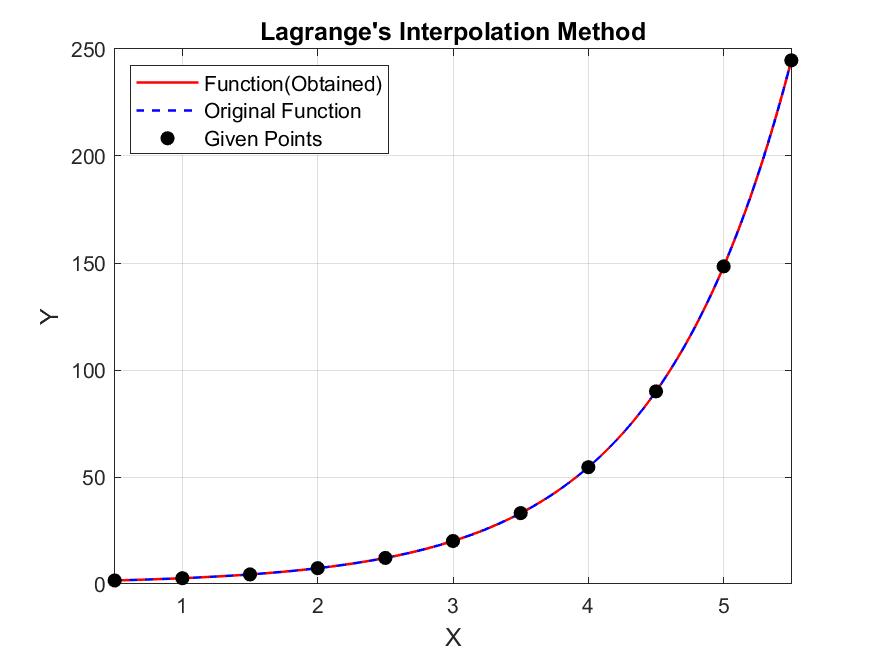 Lagrange's Interpolation Method
250
Function(Obtained)
Original Function
Given Points
200
150
Y
100
50
0
1 2 3 4 5
X